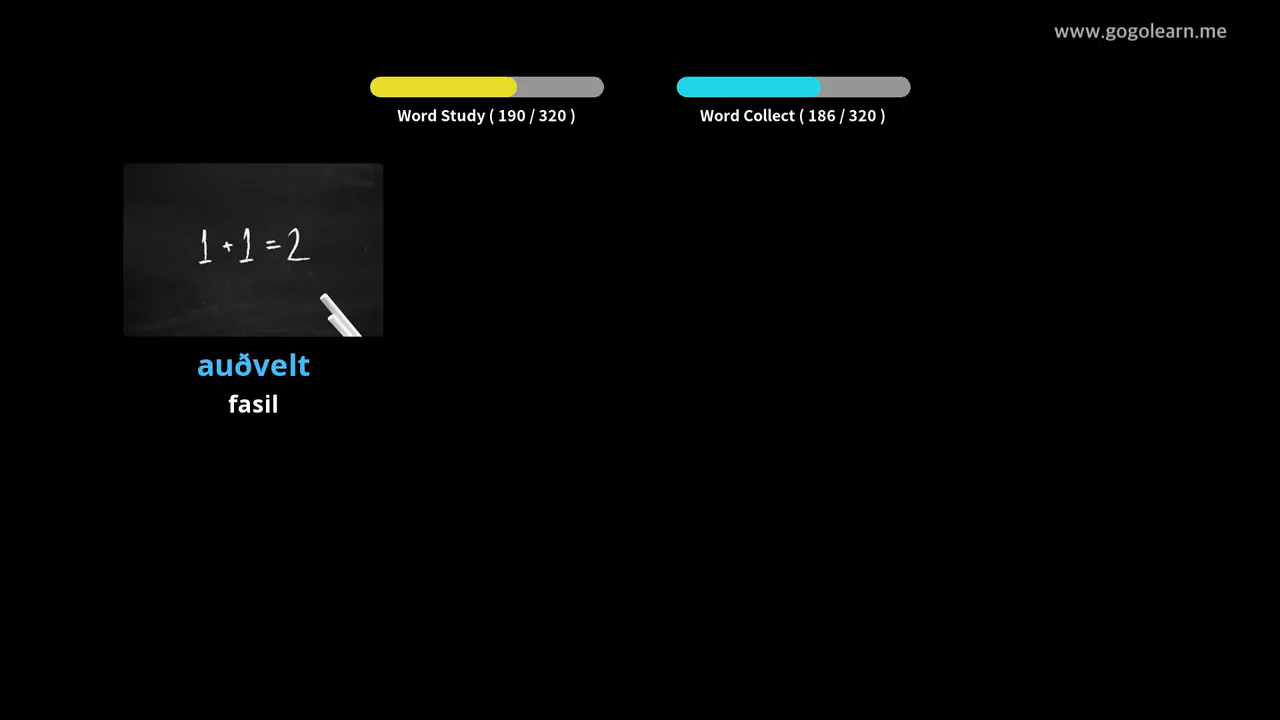 www.gogolearn.me
Word Study ( 190 / 320 )
Word Collect ( 186 / 320 )
1 + 1 = 2
auðvelt
fasil